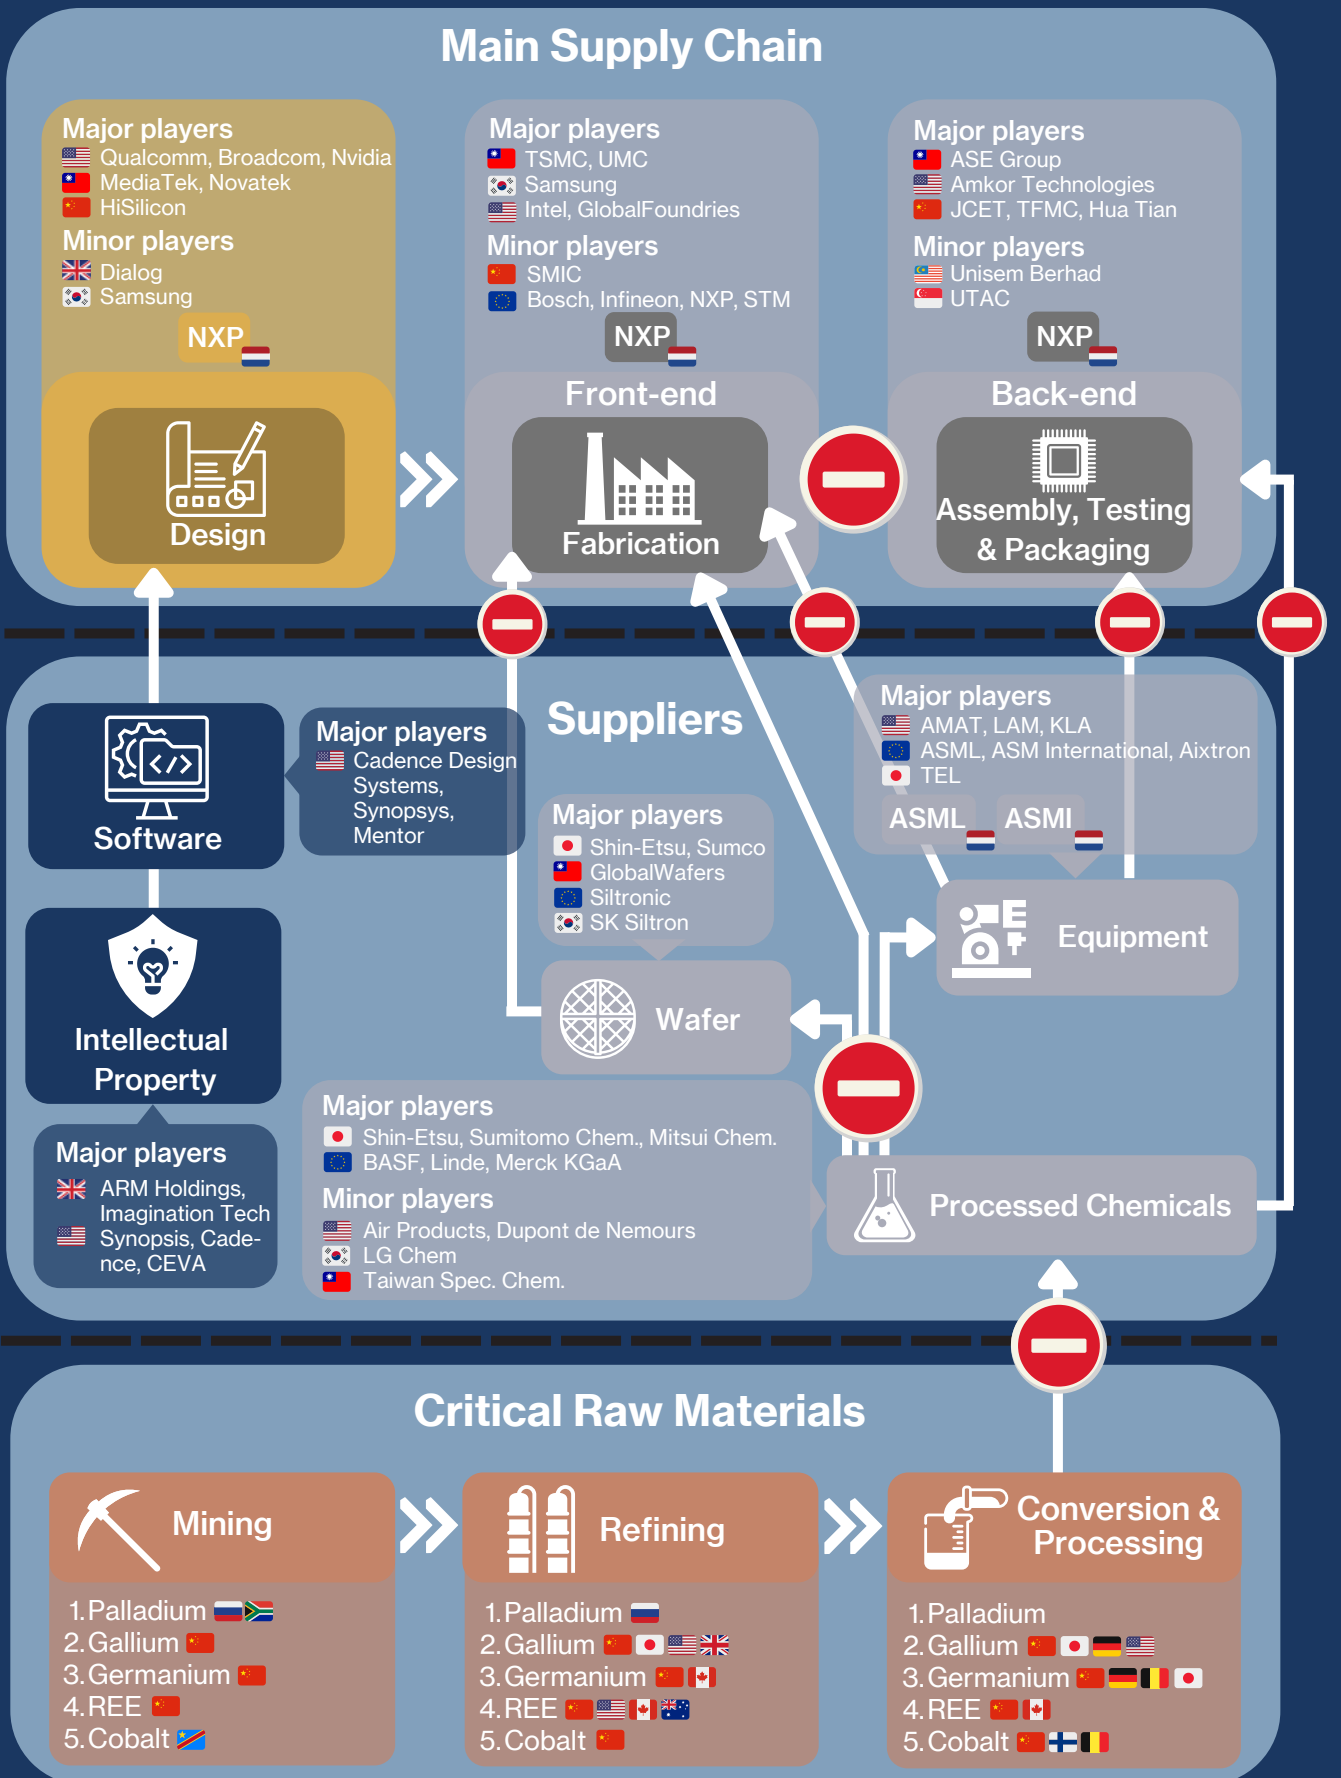 Main Supply Chain
Major players
Qualcomm, Broadcom, Nvidia
MediaTek, Novatek
HiSilicon
Minor players
Dialog
Samsung
NXP
Design
Major players
TSMC, UMC
Samsung
Intel, GlobalFoundries
Minor players
SMIC
Bosch, Infineon, NXP, STM
NXP
Front-end
Fabrication
Major players
ASE Group
Amkor Technologies
JCET, TFMC, Hua Tian
Minor players
Unisem Berhad
UTAC
NXP
Back-end
Assembly, Testing
& Packaging
Suppliers
Software
Major players
Cadence Design
Systems,
Synopsys,
Mentor
Intellectual
Property
Major players
ARM Holdings,
Imagination Tech
Synopsis, Cade-
nce, CEVA
Major players
Shin-Etsu, Sumco
GlobalWafers
Siltronic
SK Siltron
Wafer
Major players
AMAT, LAM, KLA
ASML, ASM International, Aixtron
TEL
ASML
ASMI
Equipment
Major players
Shin-Etsu, Sumitomo Chem., Mitsui Chem.
BASF, Linde, Merck KGaA
Minor players
Air Products, Dupont de Nemours
LG Chem
Taiwan Spec. Chem.
Processed Chemicals
Critical Raw Materials
Mining
1. Palladium
2. Gallium
3. Germanium
4. REE
5. Cobalt
Refining
1. Palladium
2. Gallium
3. Germanium
4. REE
5. Cobalt
Conversion &
Processing
1. Palladium
2. Gallium
3. Germanium
4. REE
5. Cobalt